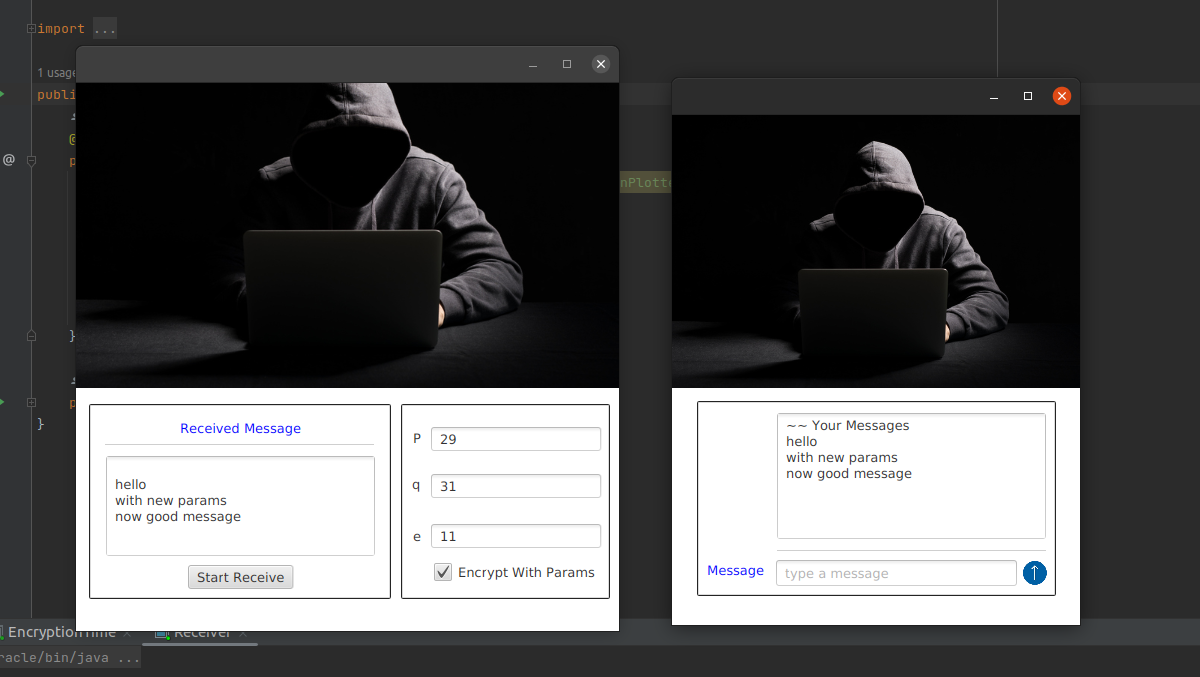 import ...
1 usage
publi
@
@
p
nPlotte
}
p
}
Received Message
hello
with new params
now good message
Start Receive
P 29
q 31
e 11
Encrypt With Params
~~ Your Messages
hello
with new params
now good message
Message type a message
EncryptionTime Receiver
racle/bin/java ...